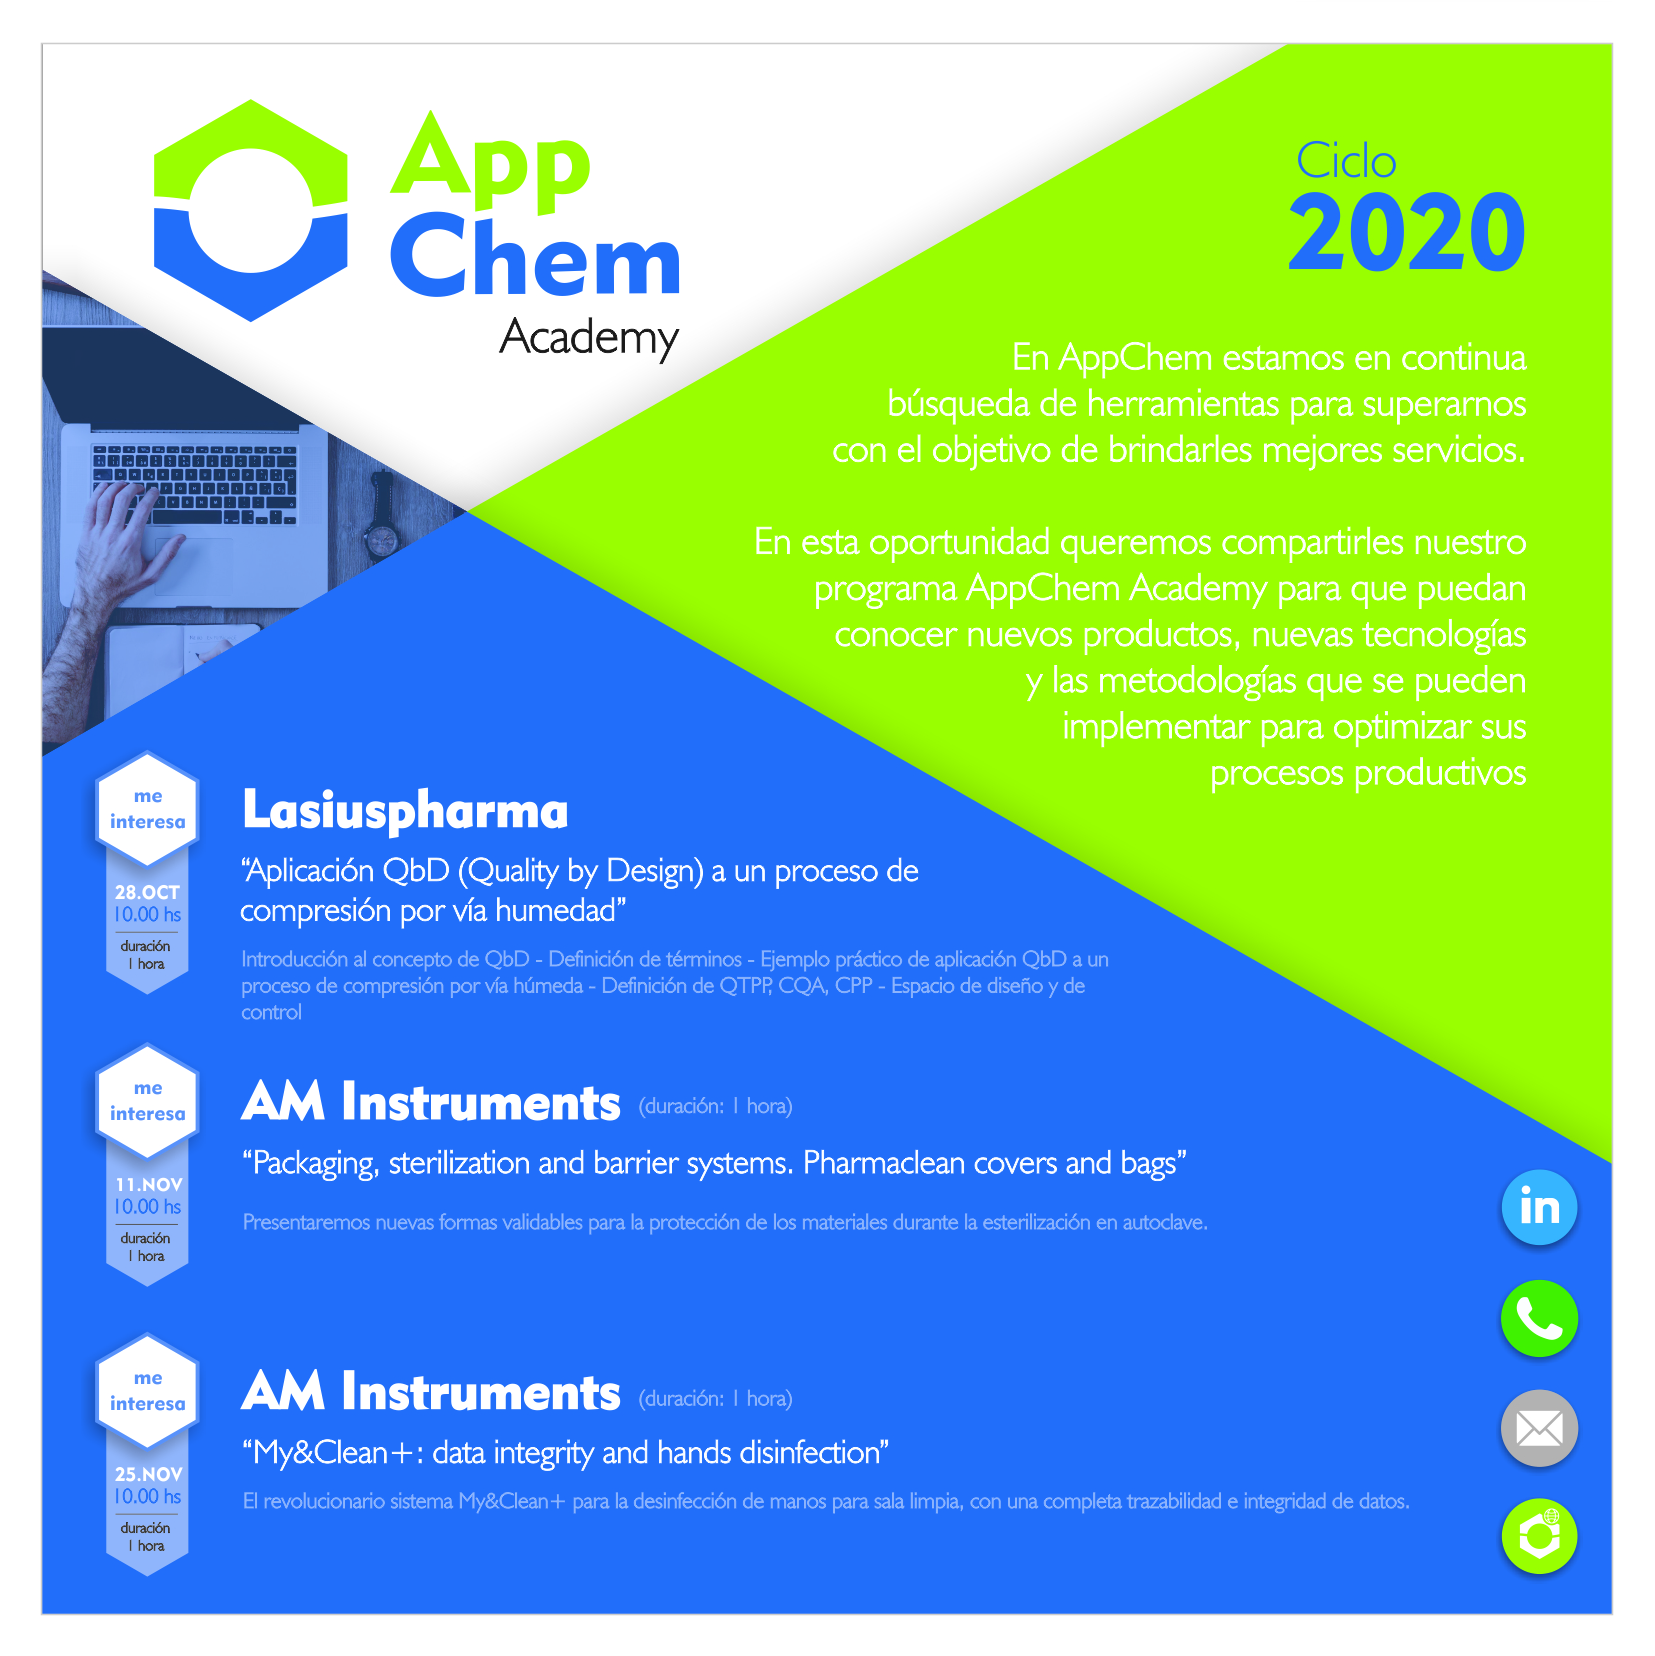 App
Chem
Academy
Ciclo
2020
En AppChem estamos en continua
búsqueda de herramientas para superarnos
con el objetivo de brindarles mejores servicios.
En esta oportunidad queremos compartirles nuestro
programa AppChem Academy para que puedan
conocer nuevos productos, nuevas tecnologías
y las metodologías que se pueden
implementar para optimizar sus
procesos productivos
me
interesa
28.OCT
10.00 hs
duración
1 hora
Lasiuspharma
“Aplicación QbD (Quality by Design) a un proceso de
compresión por vía humedad”
Introducción al concepto de QbD - Definición de términos - Ejemplo práctico de aplicación QbD a un
proceso de compresión por vía húmeda - Definición de QTPP, CQA, CPP - Espacio de diseño y de
control
me
interesa
11.NOV
10.00 hs
duración
1 hora
AM Instruments (duración: 1 hora)
“Packaging, sterilization and barrier systems. Pharmaclean covers and bags”
Presentaremos nuevas formas validables para la protección de los materiales durante la esterilización en autoclave.
me
interesa
25.NOV
10.00 hs
duración
1 hora
AM Instruments (duración: 1 hora)
“My&Clean+: data integrity and hands disinfection”
El revolucionario sistema My&Clean+ para la desinfección de manos para sala limpia, con una completa trazabilidad e integridad de datos.
in